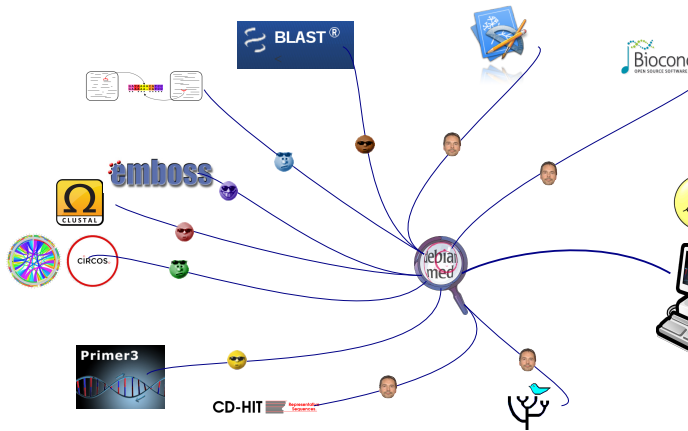 BLAST ®
Biocond
OPEN SOURCE SOFTWARE
emboss
Ω
CLUSTAL
CIRCOS
debian
med
Primer3
CD-HIT
Representative
Sequences